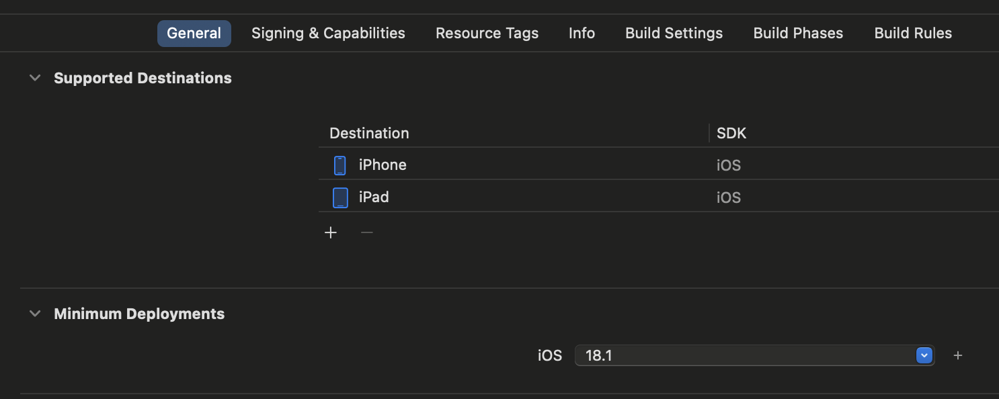 General Signing & Capabilities Resource Tags Info Build Settings Build Phases Build Rules
Supported Destinations
Destination SDK
iPhone iOS
iPad iOS
Minimum Deployments
iOS 18.1